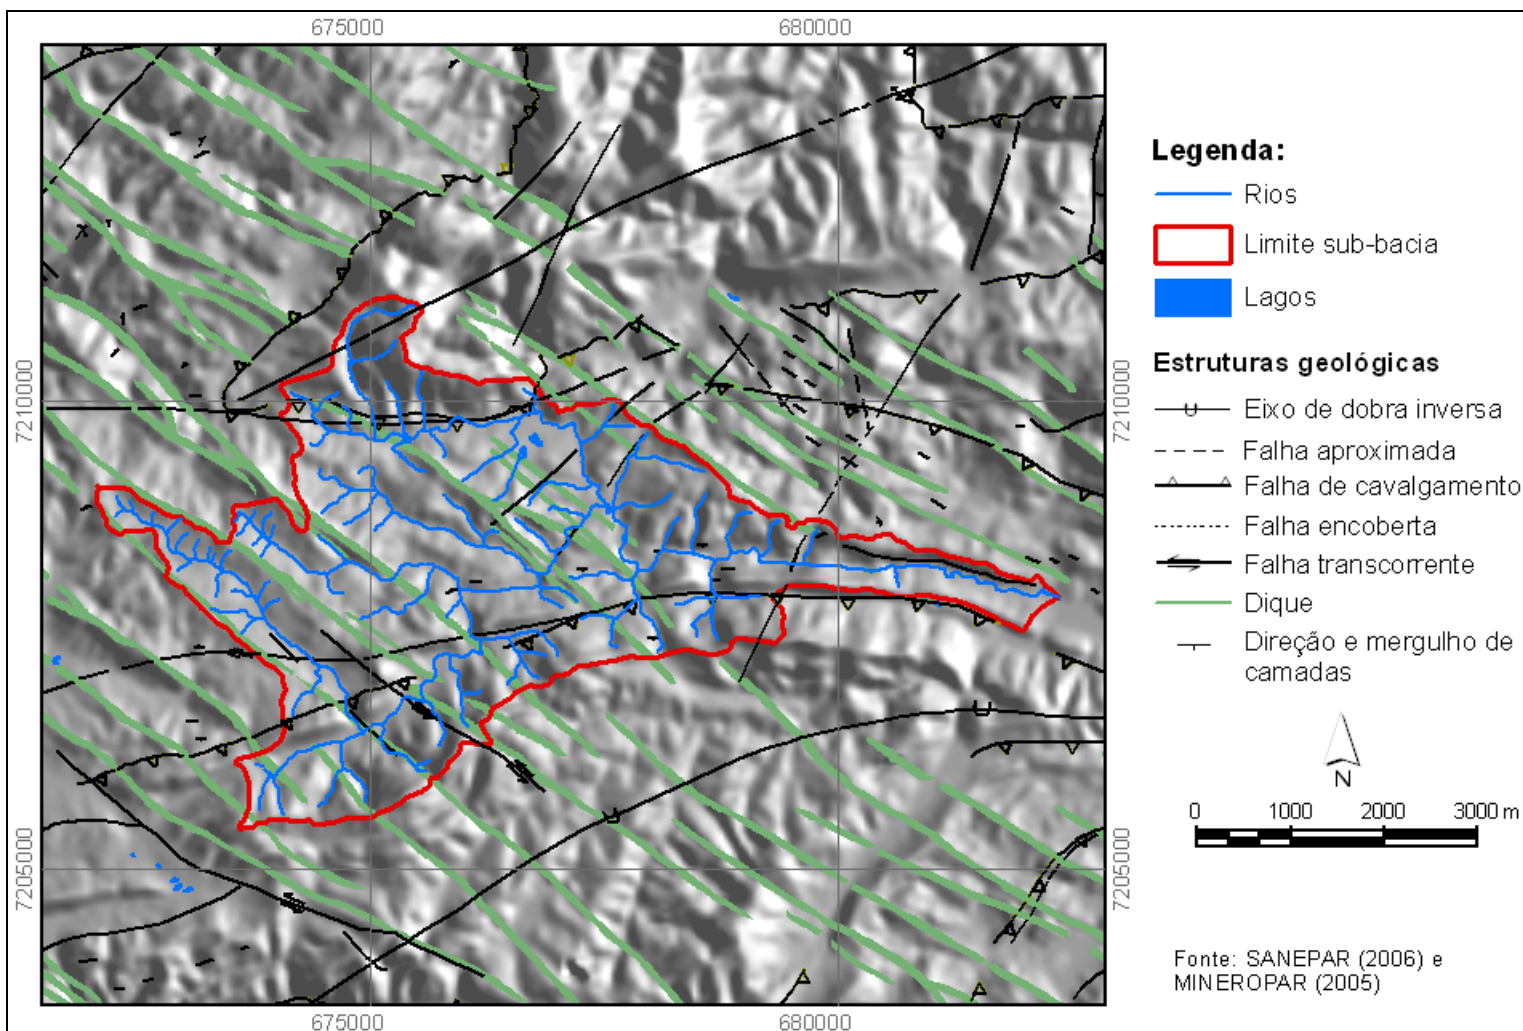 675000
680000
7210000
7210000
7205000
7205000
675000
680000
Legenda:
Rios
Limite sub-bacia
Lagos
Estruturas geológicas
Eixo de dobra inversa
Falha aproximada
Falha de cavalgamento
Falha encoberta
Falha transcorrente
Dique
Direção e mergulho de
camadas
N
0 1000 2000 3000 m
Fonte: SANEPAR (2006) e
MINEROPAR (2005)